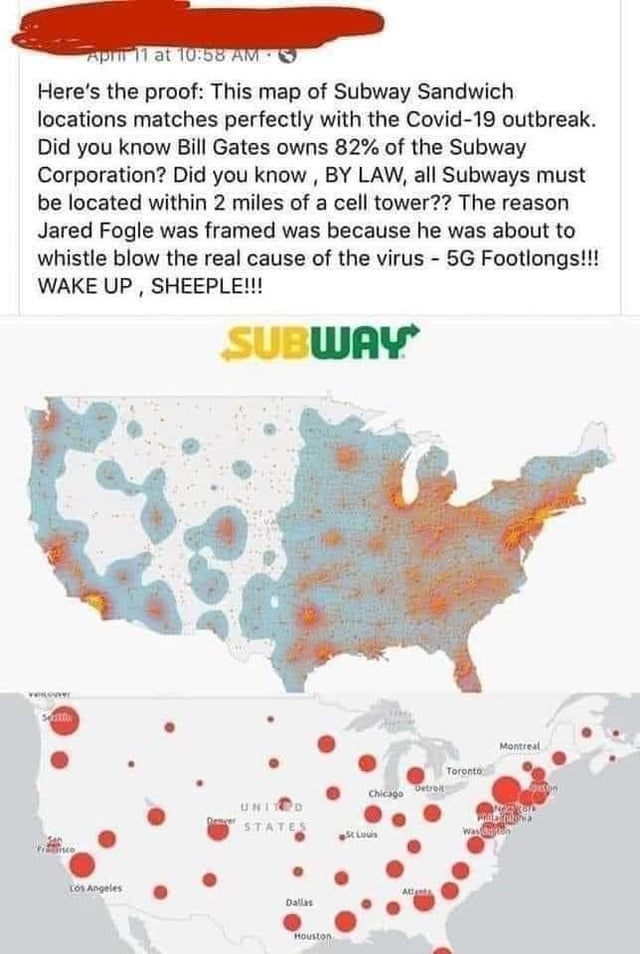 April 11 at 10:58 AM ·
Here's the proof: This map of Subway Sandwich
locations matches perfectly with the Covid-19 outbreak.
Did you know Bill Gates owns 82% of the Subway
Corporation? Did you know , BY LAW, all Subways must
be located within 2 miles of a cell tower?? The reason
Jared Fogle was framed was because he was about to
whistle blow the real cause of the virus - 5G Footlongs!!!
WAKE UP , SHEEPLE!!!
SUBWAY
Vancouver
Seattle
Montreal
Toronto
Detroit
Boston
Chicago
New York
Philadelphia
UNITED
STATES
Denver
St Louis
Washington
San
Francisco
Los Angeles
Atlanta
Dallas
Houston